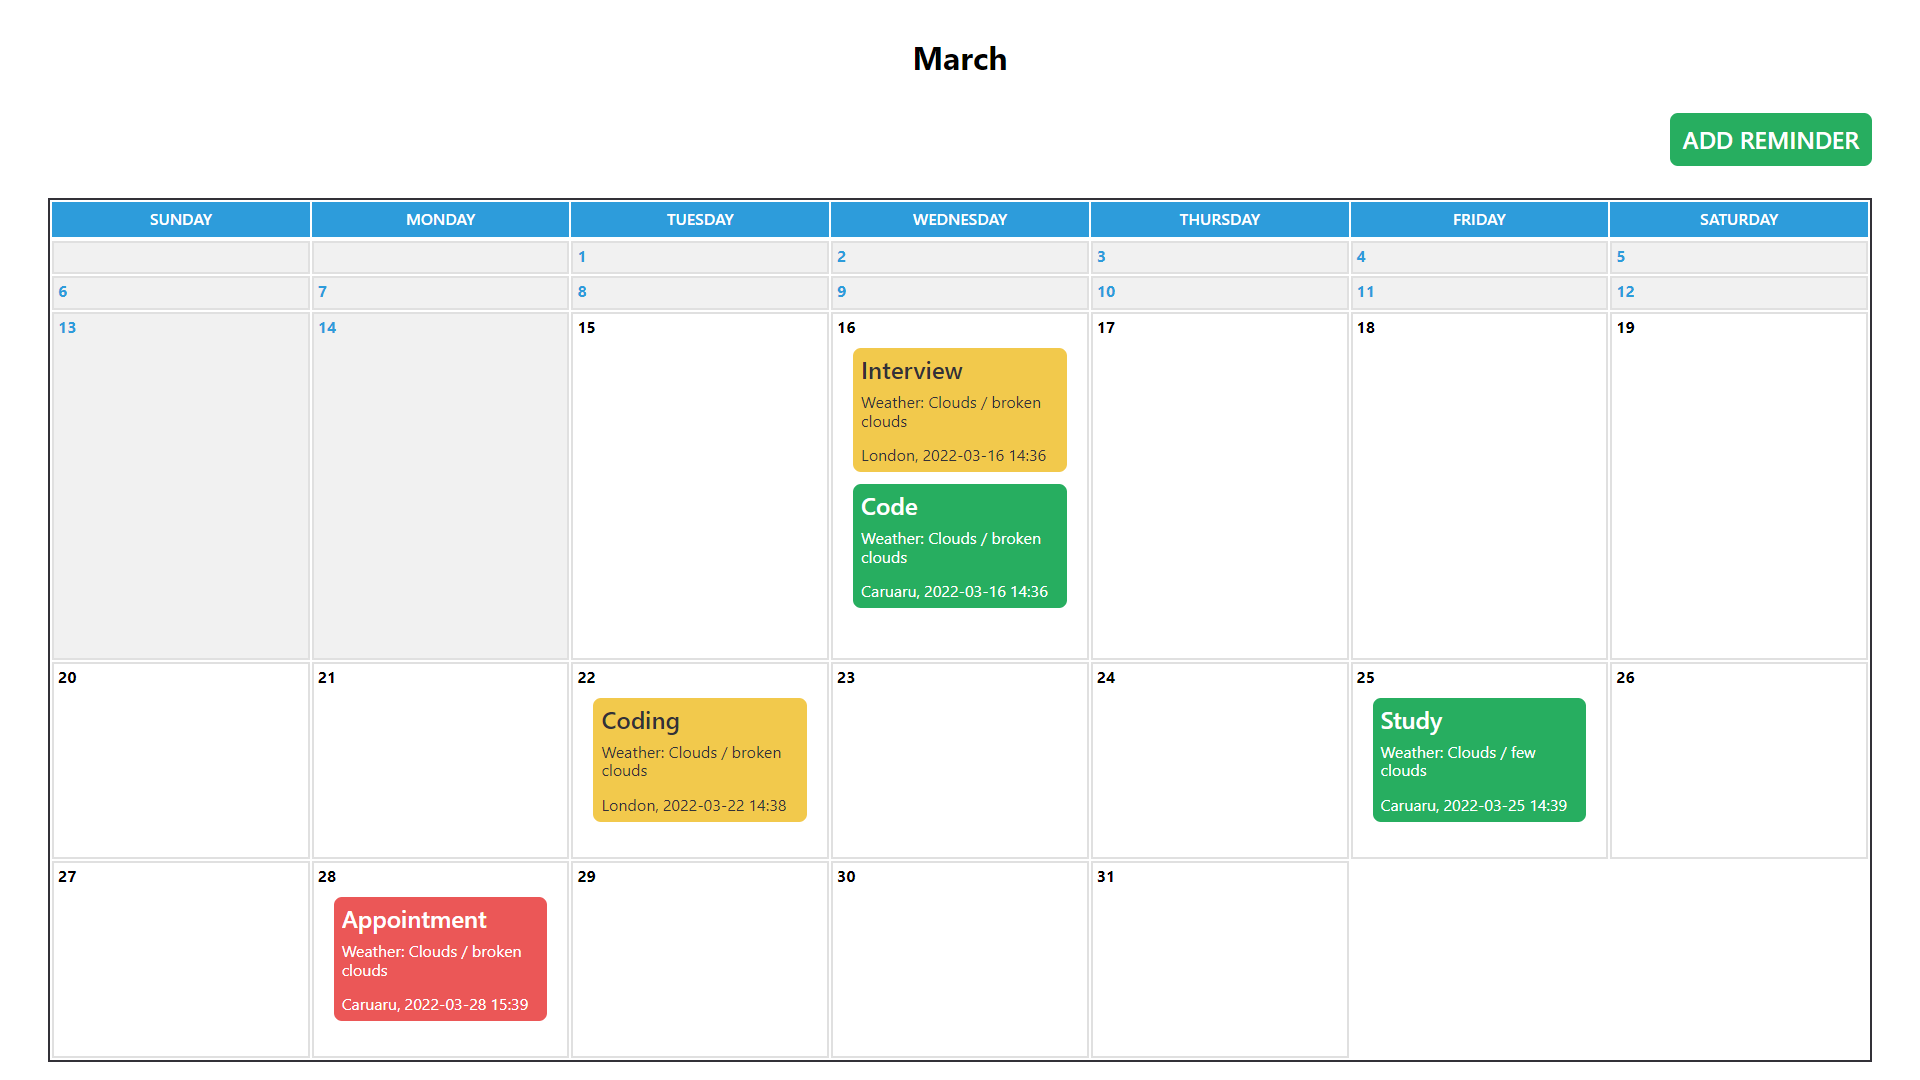 March
ADD REMINDER
SUNDAY MONDAY TUESDAY WEDNESDAY THURSDAY FRIDAY SATURDAY
1 2 3 4 5
6 7 8 9 10 11 12
13 14 15 16 17 18 19
Interview
Weather: Clouds / broken
clouds
London, 2022-03-16 14:36
Code
Weather: Clouds / broken
clouds
Caruaru, 2022-03-16 14:36
20 21 22 23 24 25 26
Coding
Weather: Clouds / broken
clouds
London, 2022-03-22 14:38
Study
Weather: Clouds / few
clouds
Caruaru, 2022-03-25 14:39
27 28 29 30 31
Appointment
Weather: Clouds / broken
clouds
Caruaru, 2022-03-28 15:39